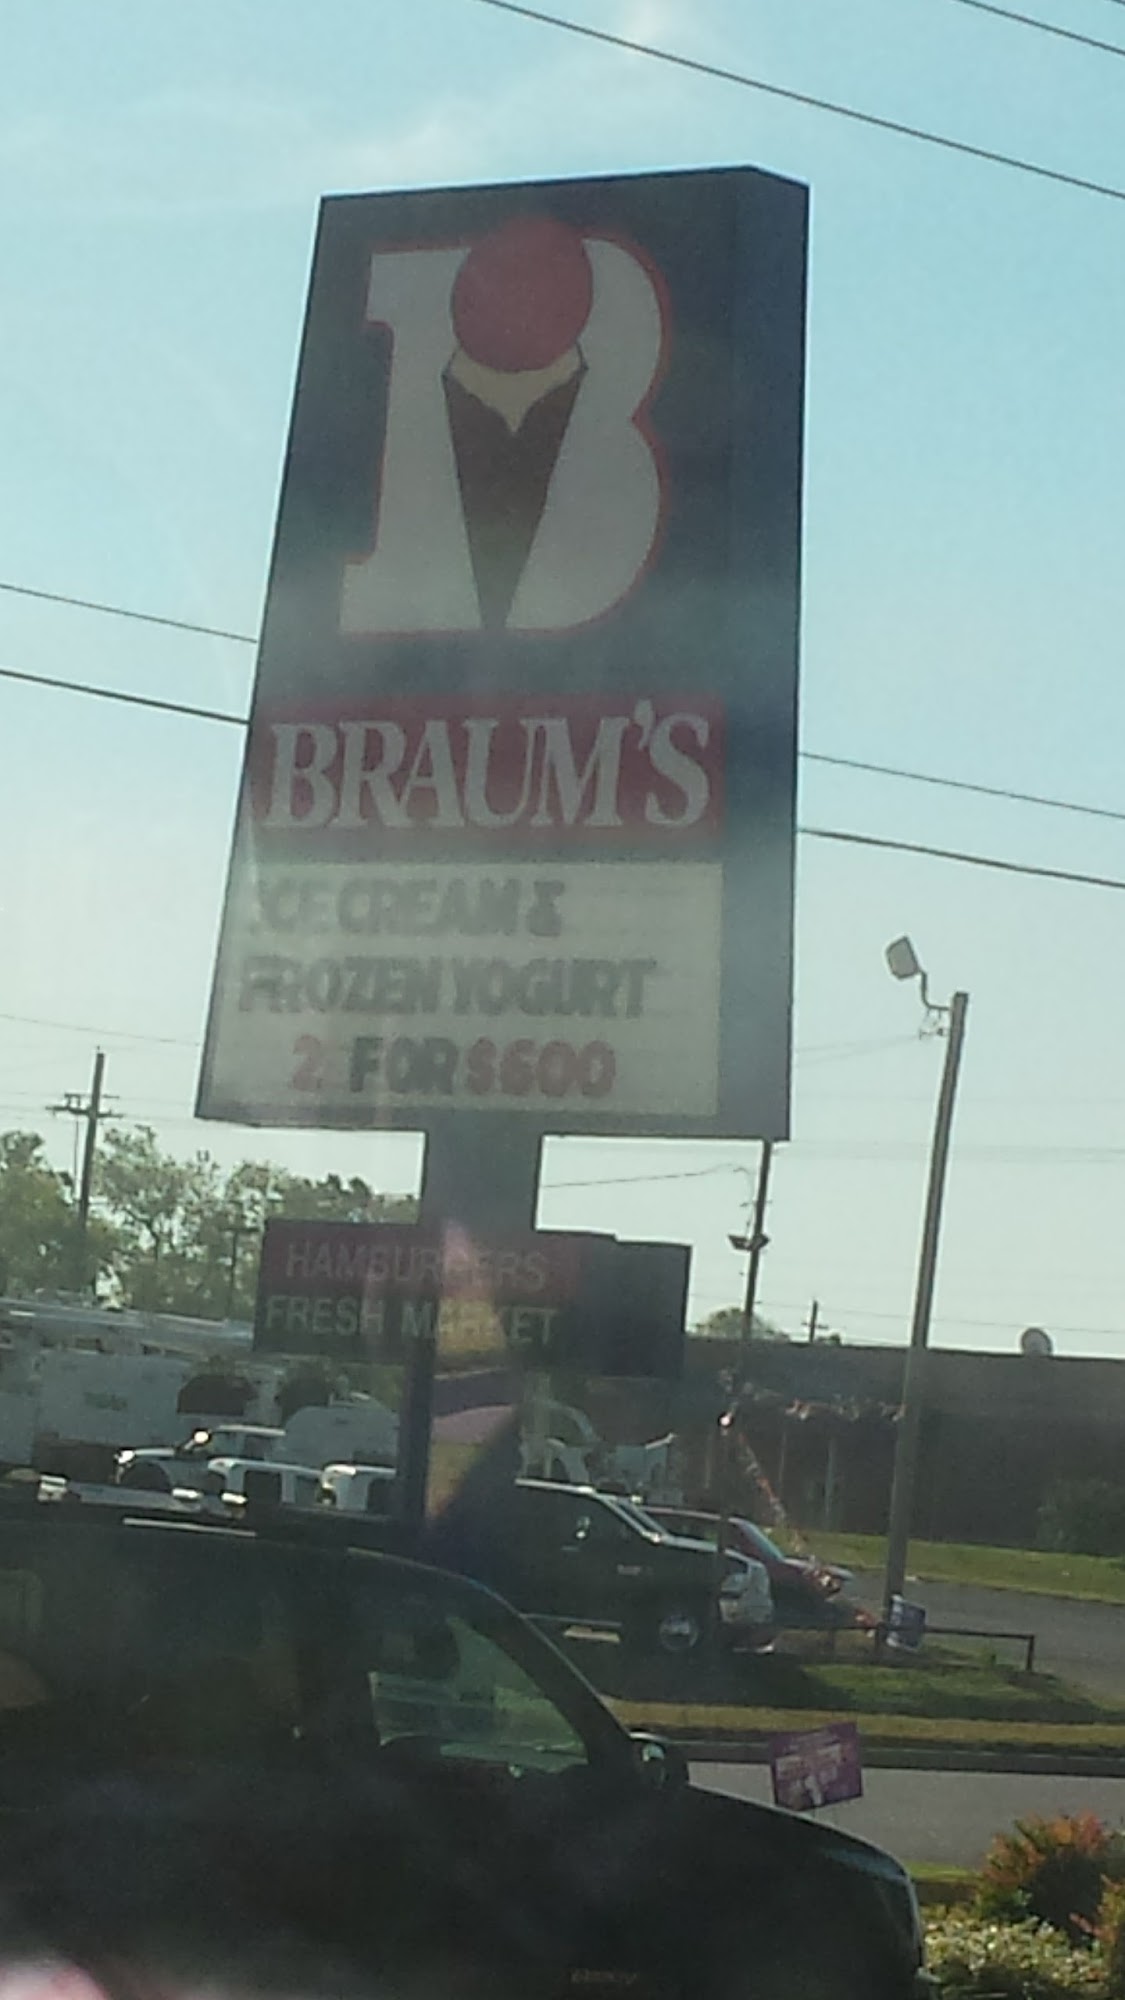 B
BRAUM'S
ICE CREAM &
FROZEN YOGURT
2 FOR $600
HAMBURGERS
FRESH MARKET